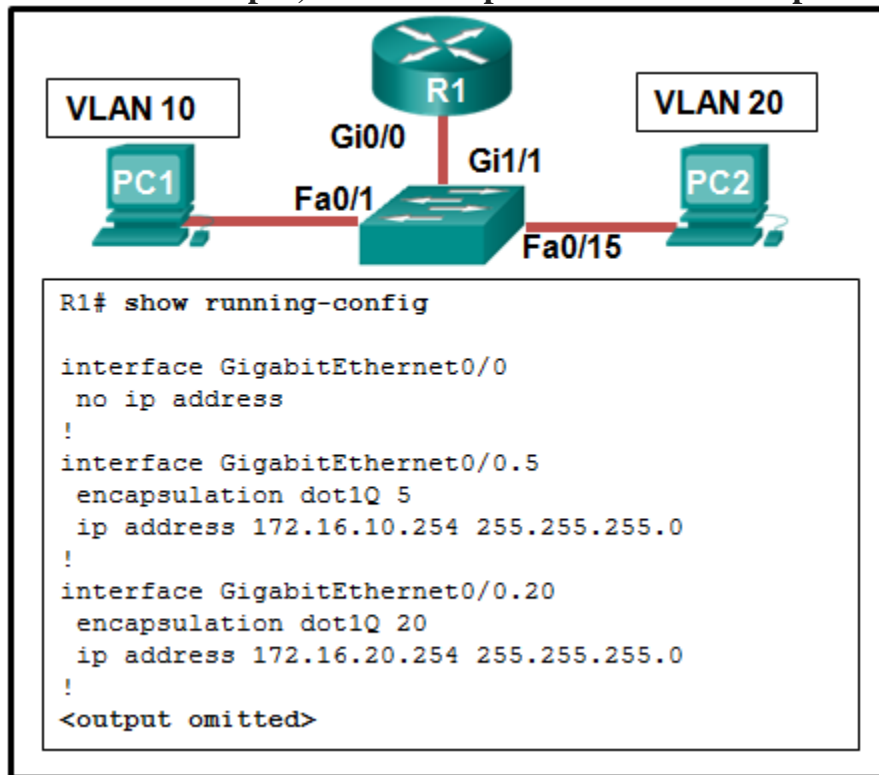 R1
VLAN 10
VLAN 20
Gi0/0
Gi1/1
PC1
PC2
Fa0/1
Fa0/15
R1# show running-config
interface GigabitEthernet0/0
no ip address
!
interface GigabitEthernet0/0.5
encapsulation dot1Q 5
ip address 172.16.10.254 255.255.255.0
!
interface GigabitEthernet0/0.20
encapsulation dot1Q 20
ip address 172.16.20.254 255.255.255.0
!
<output omitted>